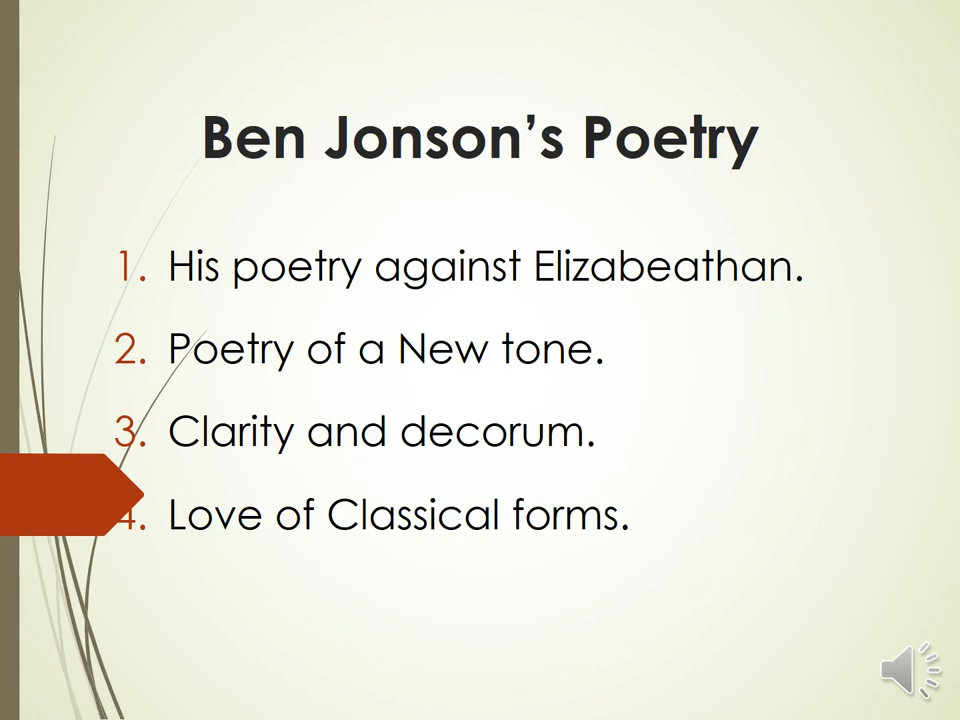 Ben Jonson’s Poetry
1. His poetry against Elizabeathan.
2. Poetry of a New tone.
3. Clarity and decorum.
4. Love of Classical forms.